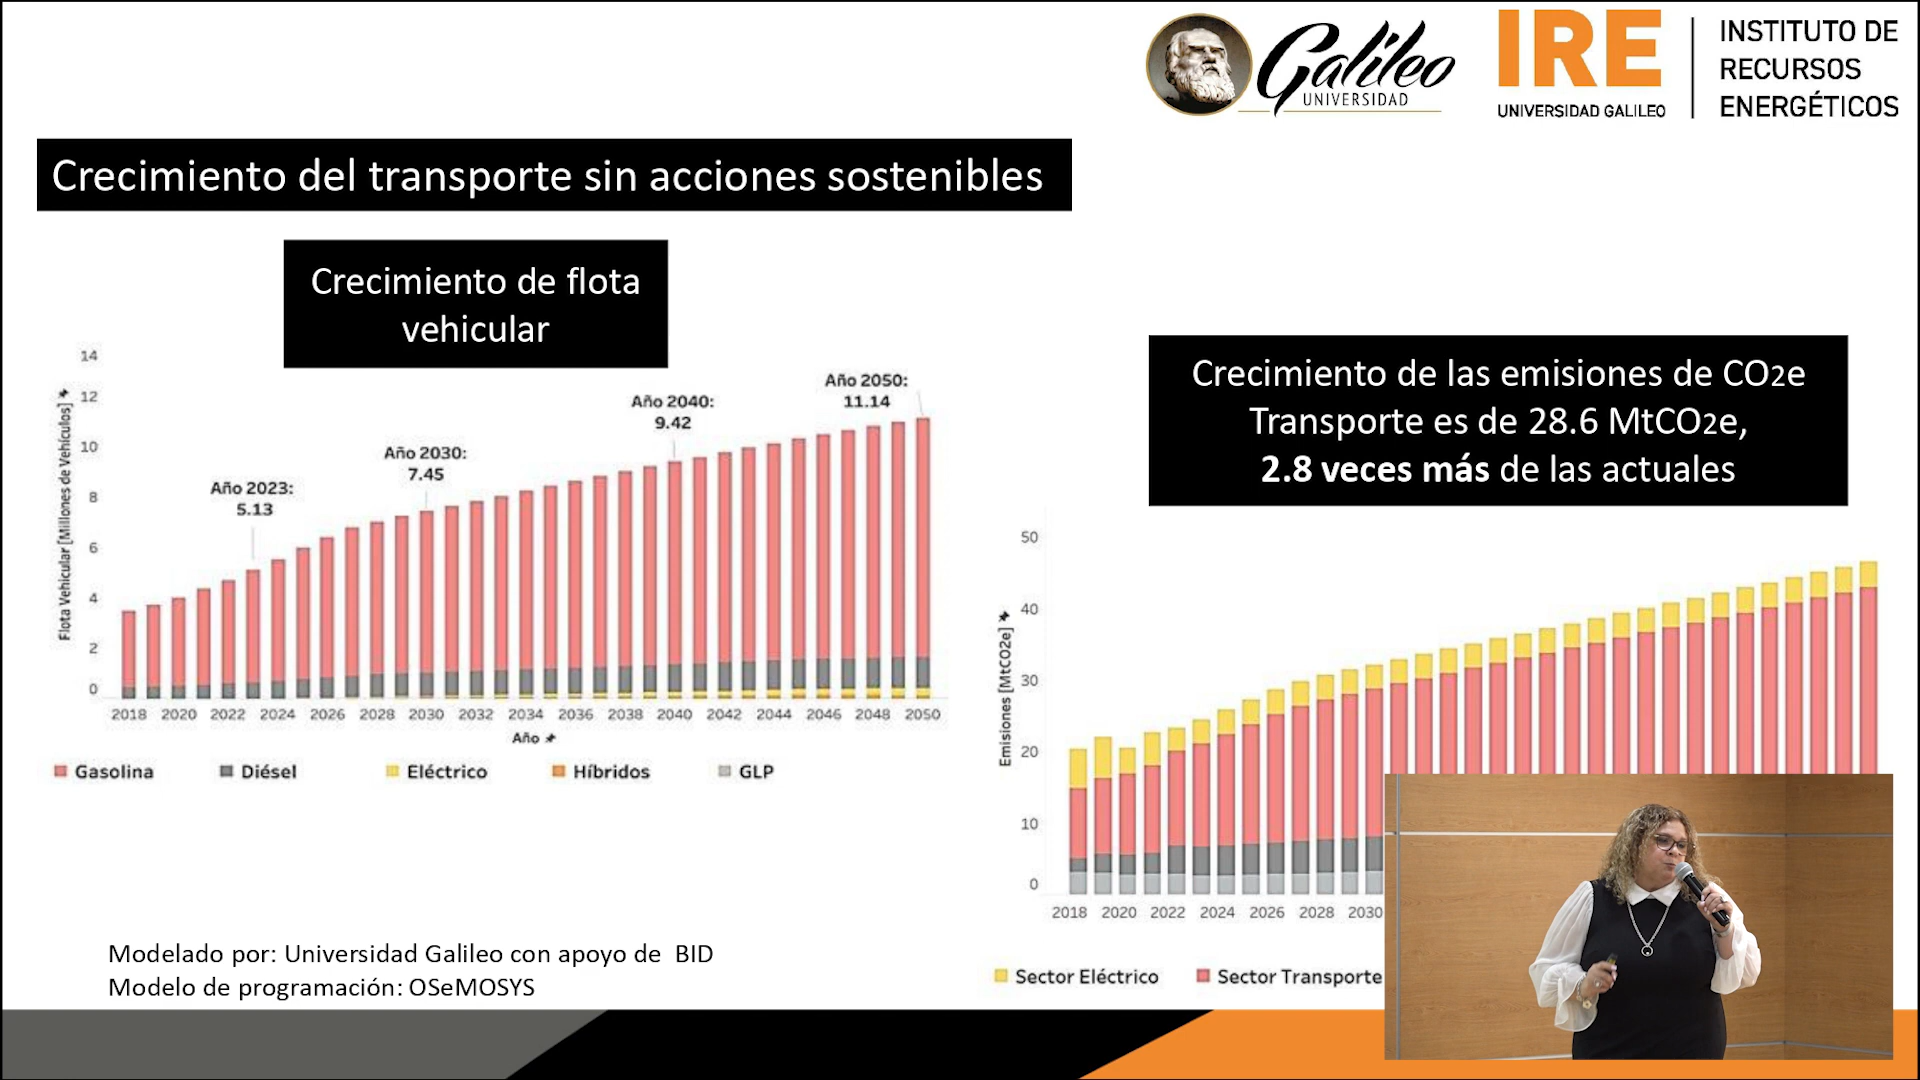 Galileo
UNIVERSIDAD
IRE
UNIVERSIDAD GALILEO
INSTITUTO DE
RECURSOS
ENERGÉTICOS
Crecimiento del transporte sin acciones sostenibles
Crecimiento de flota
vehicular
14
12
10
8
6
4
2
0
Flota Vehicular [Millones de Vehículos]
Año 2023:
5.13
Año 2030:
7.45
Año 2040:
9.42
Año 2050:
11.14
2018 2020 2022 2024 2026 2028 2030 2032 2034 2036 2038 2040 2042 2044 2046 2048 2050
Año
Gasolina Diésel Eléctrico Híbridos GLP
Crecimiento de las emisiones de CO2e
Transporte es de 28.6 MtCO2e,
2.8 veces más de las actuales
50
40
30
20
10
0
Emisiones [MtCO2e]
2018 2020 2022 2024 2026 2028 2030
Sector Eléctrico Sector Transporte
Modelado por: Universidad Galileo con apoyo de BID
Modelo de programación: OSeMOSYS